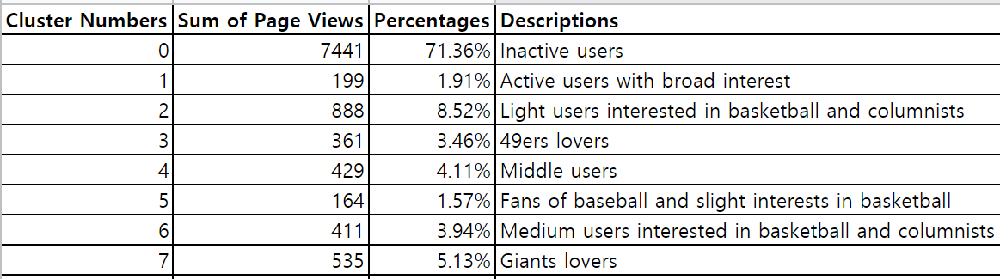 Cluster Numbers Sum of Page Views Percentages Descriptions
0 7441 71.36% Inactive users
1 199 1.91% Active users with broad interest
2 888 8.52% Light users interested in basketball and columnists
3 361 3.46% 49ers lovers
4 429 4.11% Middle users
5 164 1.57% Fans of baseball and slight interests in basketball
6 411 3.94% Medium users interested in basketball and columnists
7 535 5.13% Giants lovers